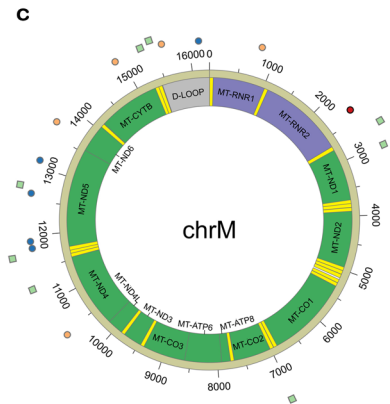 C
0
1000
2000
3000
4000
5000
6000
7000
8000
9000
10000
11000
12000
13000
14000
15000
16000
D-LOOP
MT-RNR1
MT-RNR2
MT-ND1
MT-ND2
MT-CO1
MT-CO2
MT-ATP8
MT-ATP6
MT-CO3
MT-ND3
MT-ND4L
MT-ND4
MT-ND5
MT-ND6
MT-CYTB
chrM